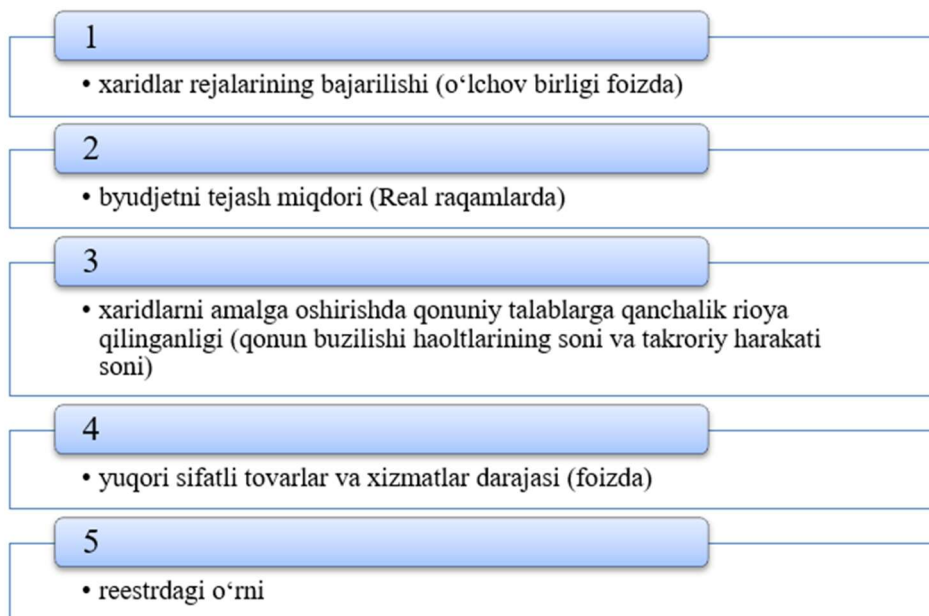 1
• xaridlar rejalarining bajarilishi (o‘lchov birligi foizda)
2
• byudjetni tejash miqdori (Real raqamlarda)
3
• xaridlarni amalga oshirishda qonuniy talablarga qanchalik rioya
qilinganligi (qonun buzilishi haoltlarining soni va takroriy harakati
soni)
4
• yuqori sifatli tovarlar va xizmatlar darajasi (foizda)
5
• reestrdagi o‘rni